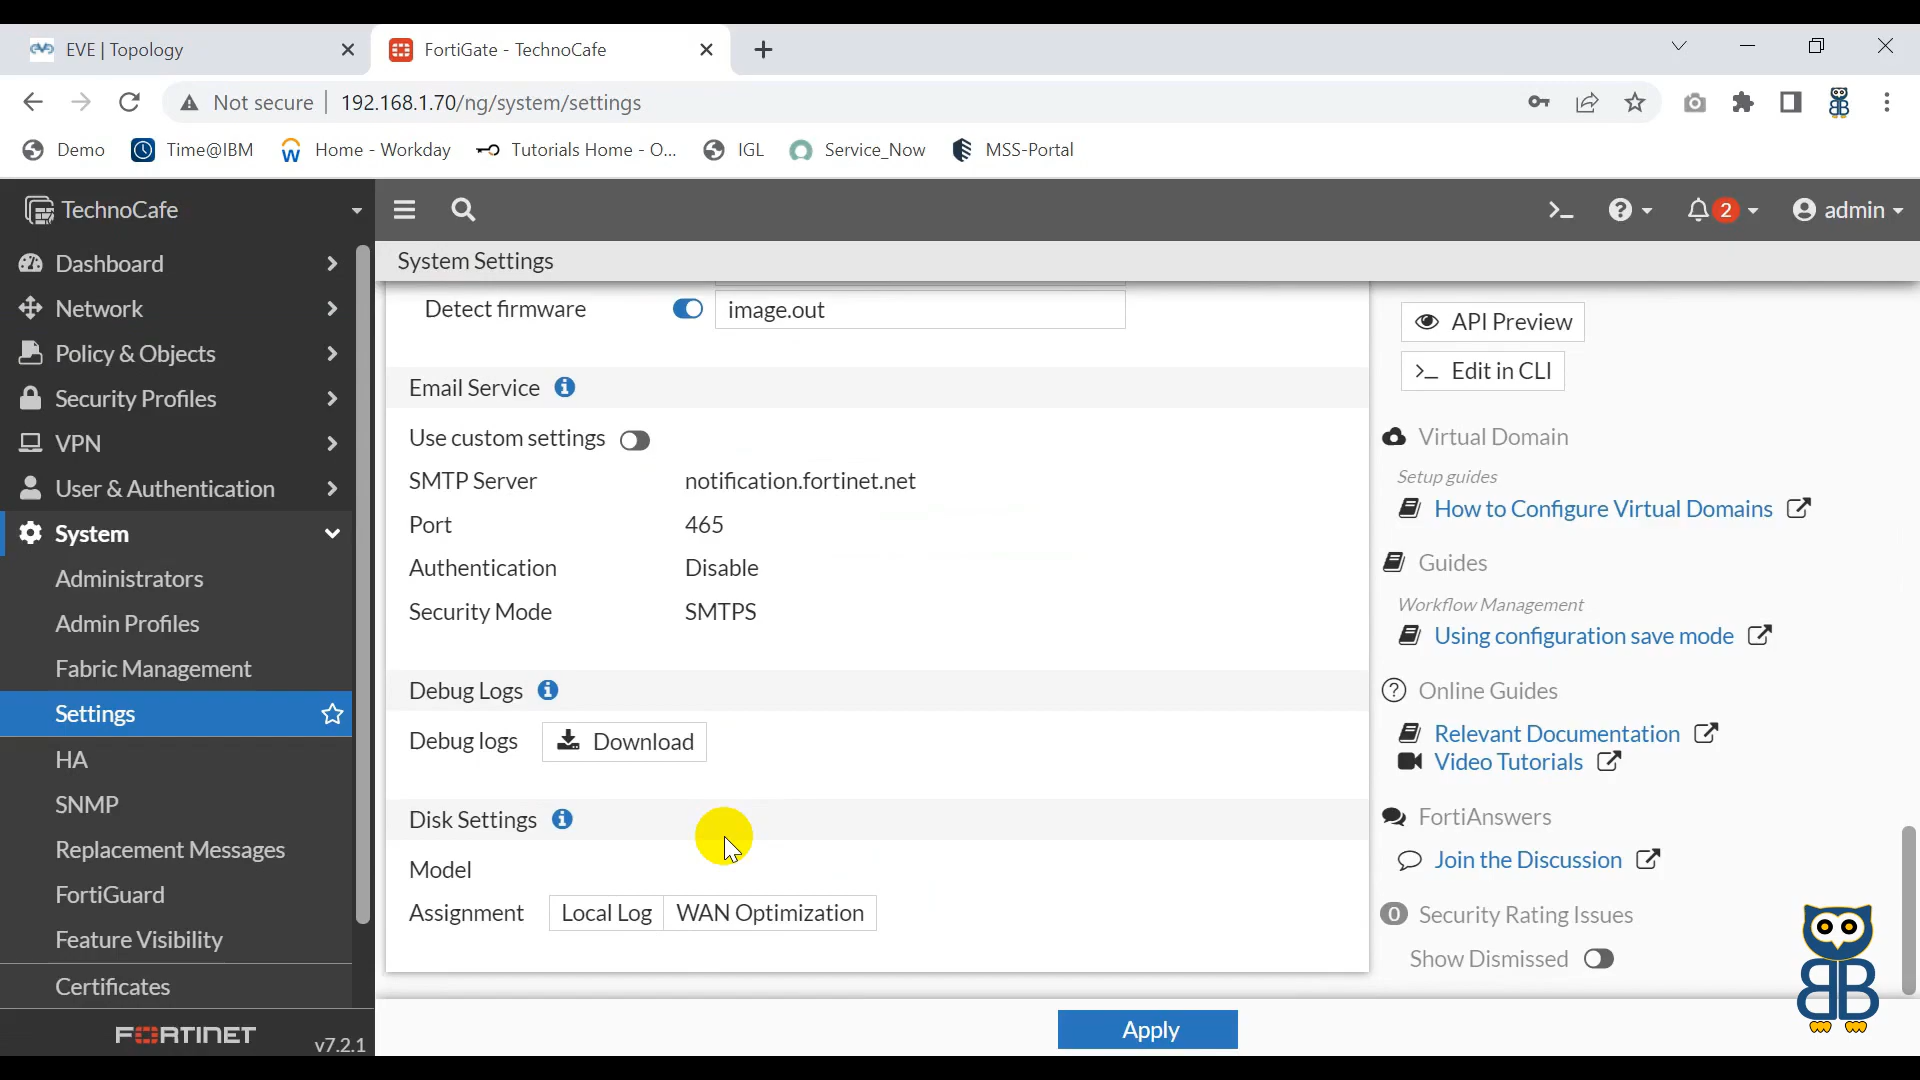 EVE | Topology
FortiGate - TechnoCafe
Not secure
192.168.1.70/ng/system/settings
Demo
Time@IBM
Home - Workday
Tutorials Home - O...
IGL
Service_Now
MSS-Portal
TechnoCafe
2
admin
Dashboard
Network
Policy & Objects
Security Profiles
VPN
User & Authentication
System
Administrators
Admin Profiles
Fabric Management
Settings
HA
SNMP
Replacement Messages
FortiGuard
Feature Visibility
Certificates
FORTINET
v7.2.1
System Settings
Detect firmware
image.out
Email Service
Use custom settings
SMTP Server notification.fortinet.net
Port 465
Authentication Disable
Security Mode SMTPS
Debug Logs
Debug logs Download
Disk Settings
Model
Assignment Local Log WAN Optimization
Apply
API Preview
>_ Edit in CLI
Virtual Domain
Setup guides
How to Configure Virtual Domains
Guides
Workflow Management
Using configuration save mode
Online Guides
Relevant Documentation
Video Tutorials
FortiAnswers
Join the Discussion
0 Security Rating Issues
Show Dismissed
BB